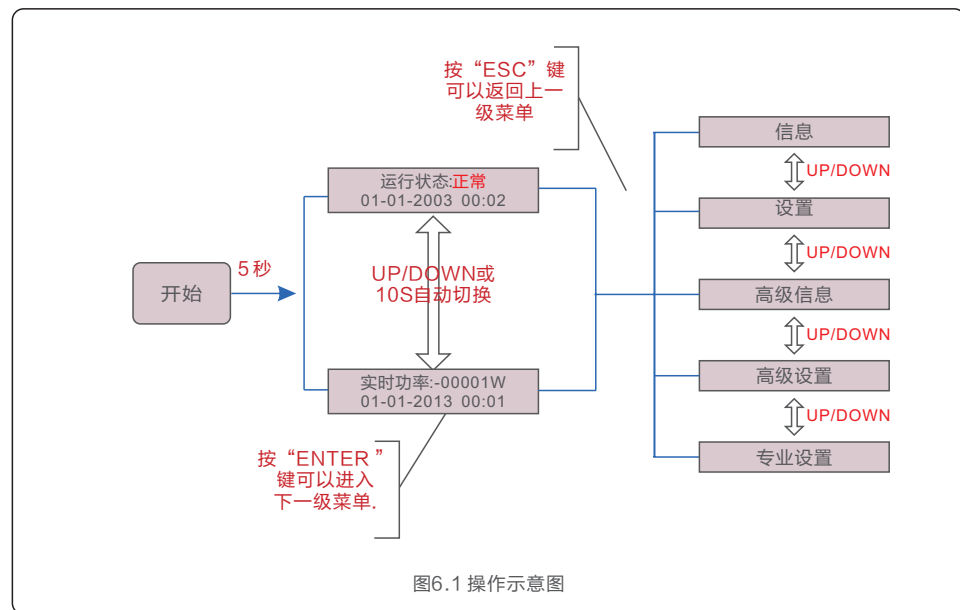 按“ESC”键
可以返回上一
级菜单
信息
UP/DOWN
运行状态:正常
01-01-2003 00:02
设置
UP/DOWN
5秒
开始
UP/DOWN或
10S自动切换
高级信息
UP/DOWN
实时功率:-00001W
01-01-2013 00:01
高级设置
UP/DOWN
按“ENTER ”
键可以进入
下一级菜单.
专业设置
图6.1 操作示意图